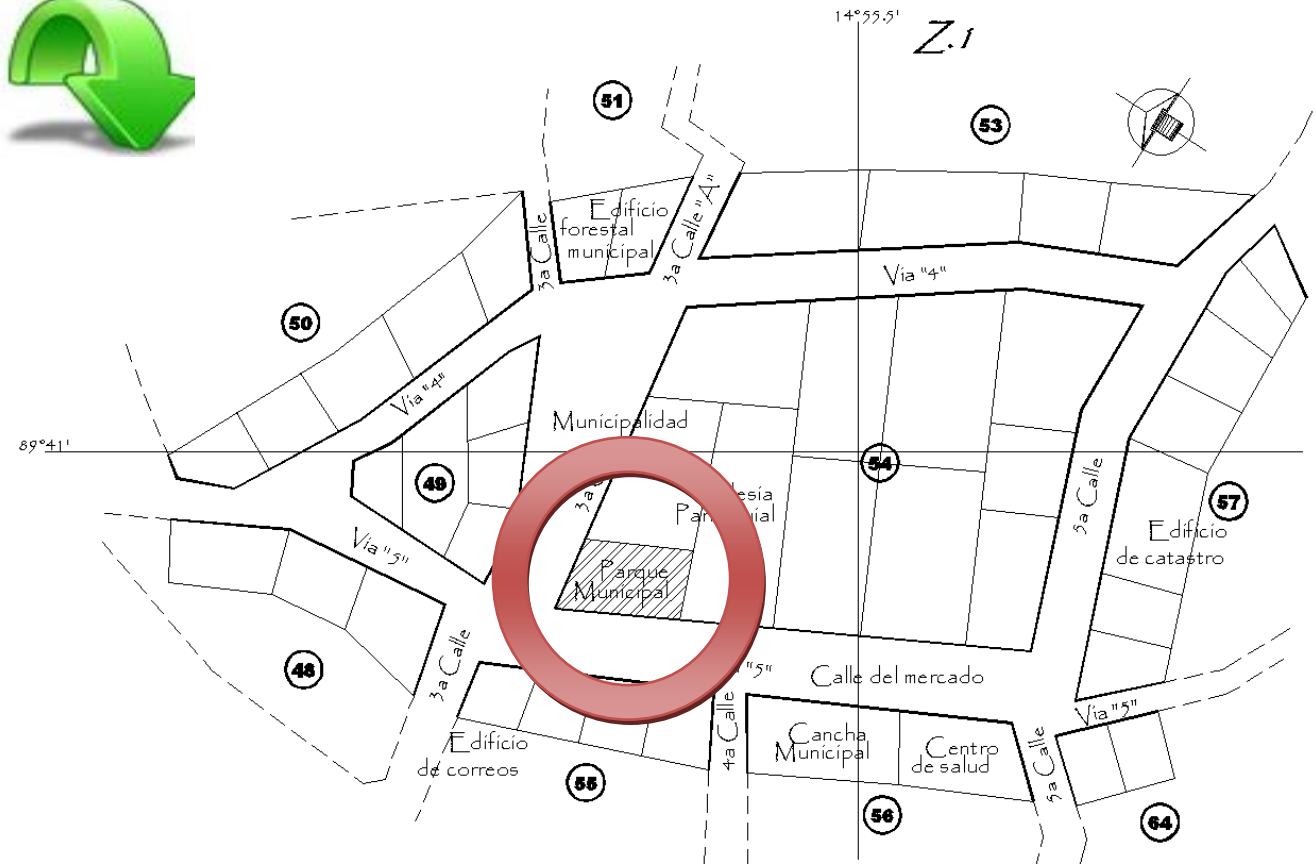 14°55.5'
Z.1
51
53
Edificio
forestal
municipal
3a Calle
3a Calle "A"
Via "4"
50
Via "4"
Municipalidad
89°41'
49
54
3a
Via "5"
Parque
Municipal
5a Calle
57
Edificio
de catastro
48
3a Calle
"5"
Calle del mercado
Via "5"
Edificio
de correos
4a Calle
Cancha
Municipal
Centro
de salud
5a Calle
55
56
64